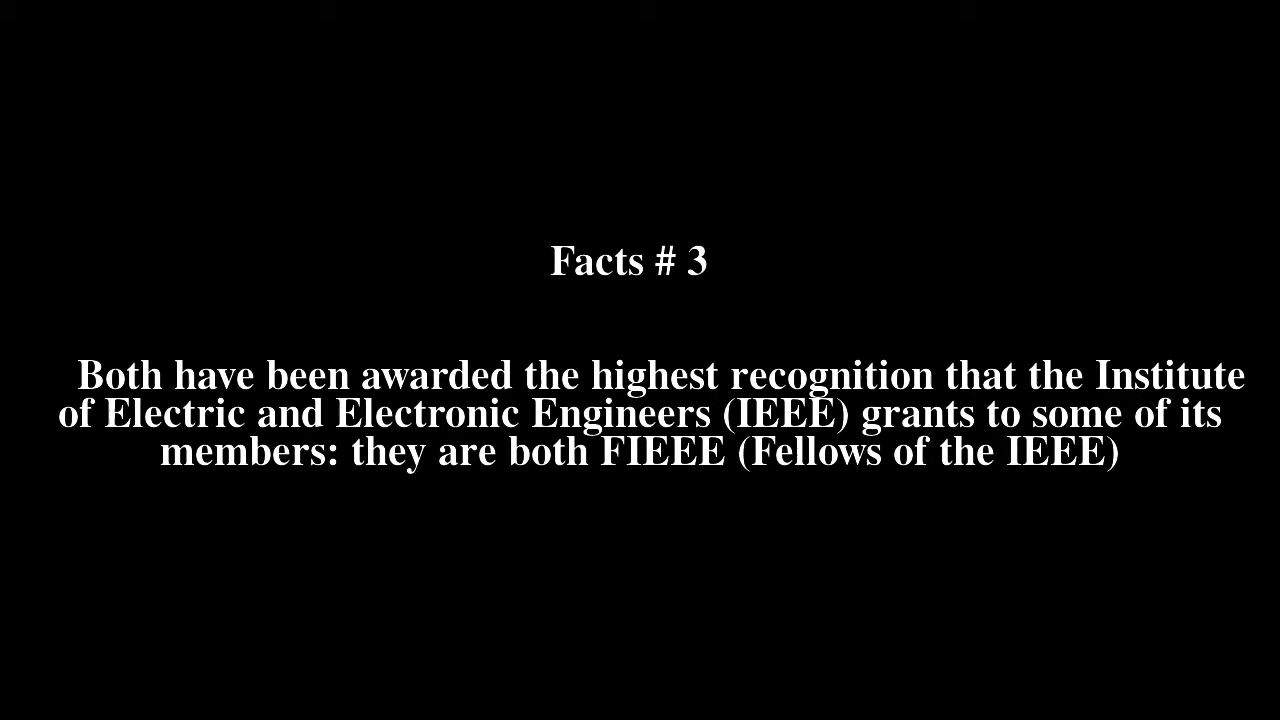 Facts # 3
Both have been awarded the highest recognition that the Institute
of Electric and Electronic Engineers (IEEE) grants to some of its
members: they are both FIEEE (Fellows of the IEEE)